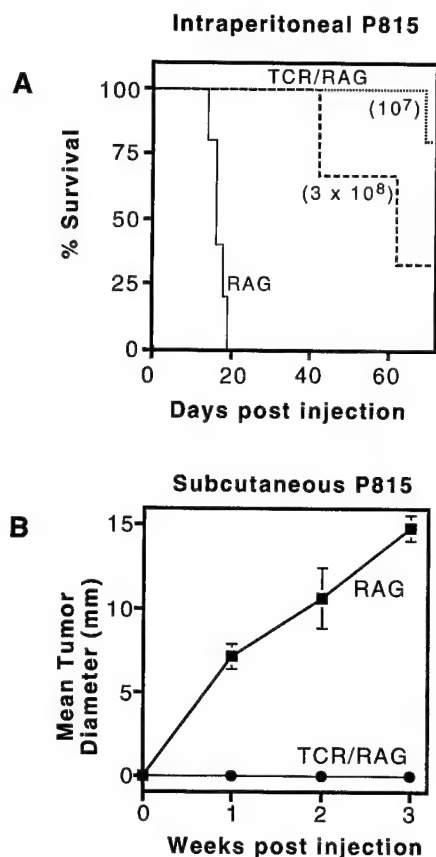 Intraperitoneal P815
A
TCR/RAG
100
(10⁷)
75
(3 x 10⁸)
50
25
RAG
0
% Survival
0 20 40 60
Days post injection
Subcutaneous P815
B
15
RAG
10
5
TCR/RAG
0
Mean Tumor
Diameter (mm)
0 1 2 3
Weeks post injection